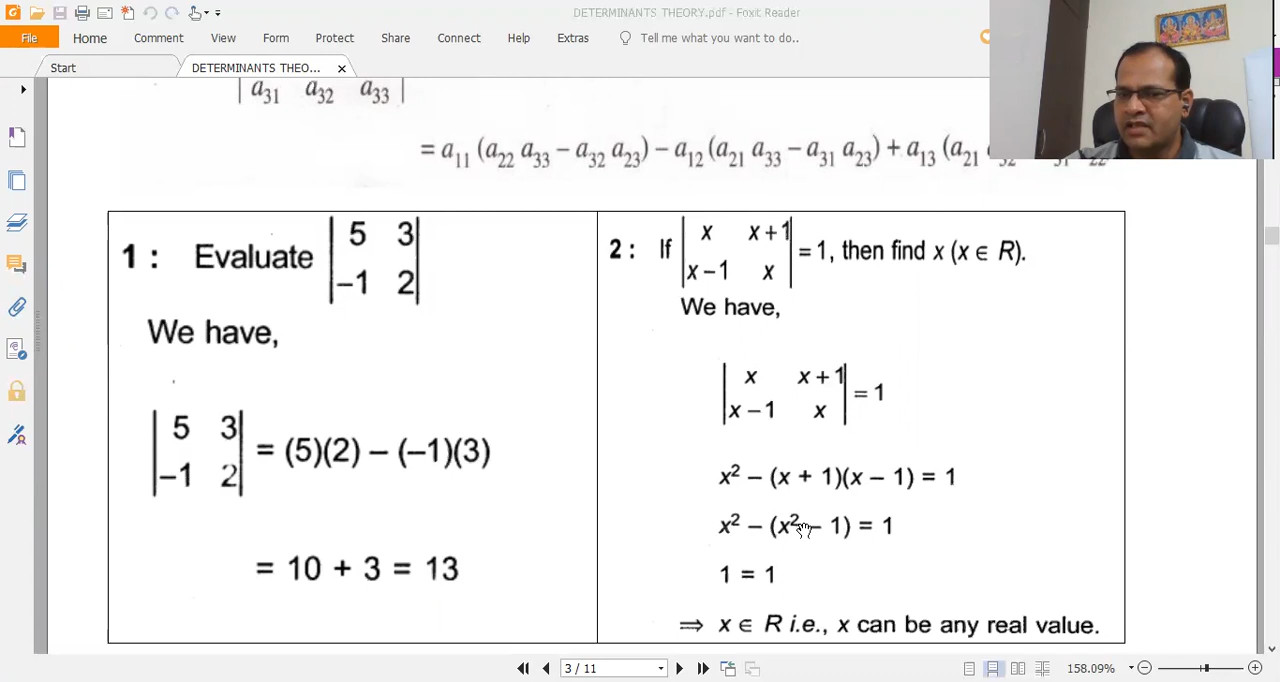 DETERMINANTS THEORY.pdf - Foxit Reader
File Home Comment View Form Protect Share Connect Help Extras Tell me what you want to do..
Start DETERMINANTS THEO... ×
| a₃₁ a₃₂ a₃₃ |
= a₁₁ (a₂₂ a₃₃ − a₃₂ a₂₃) − a₁₂ (a₂₁ a₃₃ − a₃₁ a₂₃) + a₁₃ (a₂₁
1 : Evaluate | 5 3 |
| −1 2 |
We have,
| 5 3 |
| −1 2 | = (5)(2) − (−1)(3)
= 10 + 3 = 13
2 : If | x x + 1 |
| x − 1 x | = 1, then find x (x ∈ R).
We have,
| x x + 1 |
| x − 1 x | = 1
x² − (x + 1)(x − 1) = 1
x² − (x² − 1) = 1
1 = 1
⟹ x ∈ R i.e., x can be any real value.
3 / 11
158.09%